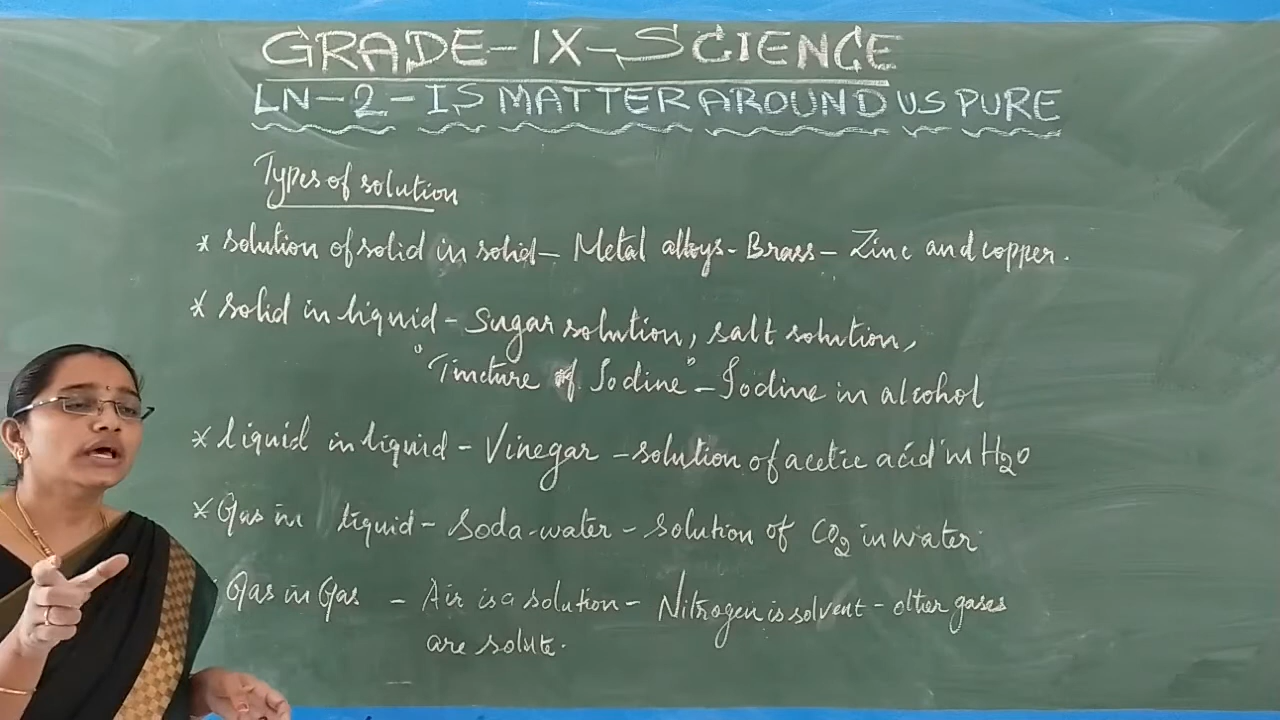 GRADE-IX-SCIENCE
LN-2-IS MATTER AROUND US PURE
Types of solution
* solution of solid in solid - Metal alloys - Brass - Zinc and copper.
* solid in liquid - Sugar solution, salt solution,
"Tincture of Iodine" - Iodine in alcohol
* liquid in liquid - Vinegar - solution of acetic acid in H2O
* Gas in liquid - Soda-water - solution of CO2 in water
Gas in Gas - Air is a solution - Nitrogen is solvent - other gases
are solute.